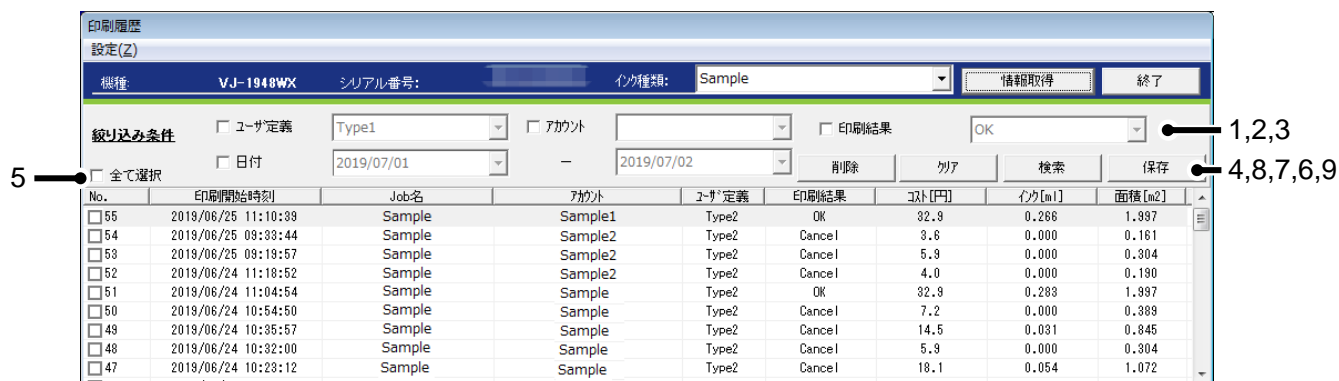 印刷履歴
設定(Z)
機種: VJ-1948WX シリアル番号: インク種類: Sample 情報取得 終了
絞り込み条件 ユーザ定義 Type1 アカウント 印刷結果 OK 1,2,3
日付 2019/07/01 － 2019/07/02 削除 クリア 検索 保存 4,8,7,6,9
5 全て選択
No. 印刷開始時刻 Job名 アカウント ユーザ定義 印刷結果 コスト[円] インク[ml] 面積[m2]
55 2019/06/25 11:10:39 Sample Sample1 Type2 OK 32.9 0.266 1.997
54 2019/06/25 09:33:44 Sample Sample2 Type2 Cancel 3.6 0.000 0.161
53 2019/06/25 09:19:57 Sample Sample2 Type2 Cancel 5.9 0.000 0.304
52 2019/06/24 11:18:52 Sample Sample2 Type2 Cancel 4.0 0.000 0.190
51 2019/06/24 11:04:54 Sample Sample Type2 OK 32.9 0.283 1.997
50 2019/06/24 10:54:50 Sample Sample Type2 Cancel 7.2 0.000 0.389
49 2019/06/24 10:35:57 Sample Sample Type2 Cancel 14.5 0.031 0.845
48 2019/06/24 10:32:00 Sample Sample Type2 Cancel 5.9 0.000 0.304
47 2019/06/24 10:23:12 Sample Sample Type2 Cancel 18.1 0.054 1.072